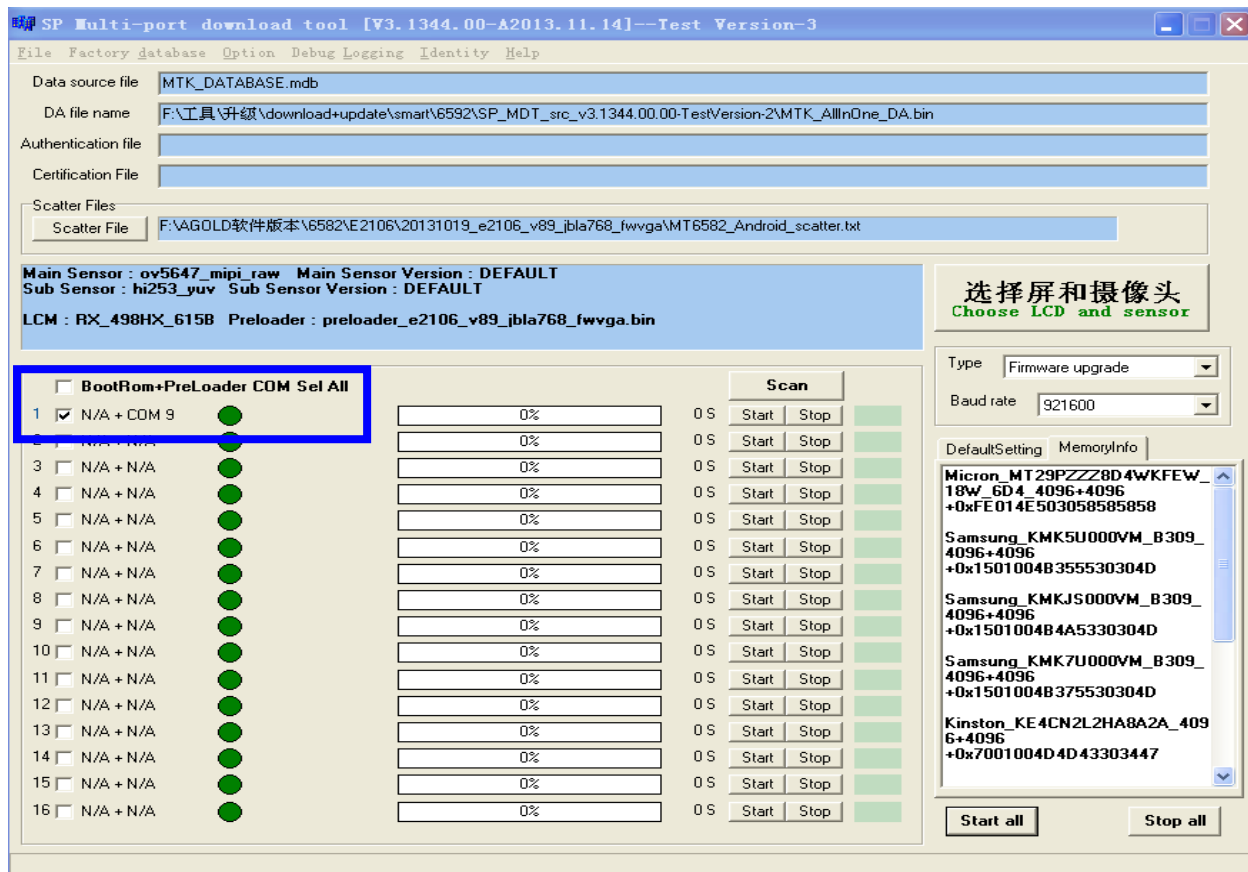 SP Multi-port download tool [V3.1344.00-A2013.11.14]--Test Version-3
File Factory database Option Debug Logging Identity Help
Data source file MTK_DATABASE.mdb
DA file name F:\工具\升级\download+update\smart\6592\SP_MDT_src_v3.1344.00.00-TestVersion-2\MTK_AllInOne_DA.bin
Authentication file
Certification File
Scatter Files
Scatter File F:\AGOLD软件版本\6582\E2106\20131019_e2106_v89_jbla768_fwvga\MT6582_Android_scatter.txt
Main Sensor : ov5647_mipi_raw Main Sensor Version : DEFAULT
Sub Sensor : hi253_yuv Sub Sensor Version : DEFAULT
LCM : RX_498HX_615B Preloader : preloader_e2106_v89_jbla768_fwvga.bin
选择屏和摄像头
Choose LCD and sensor
Type Firmware upgrade
Baud rate 921600
BootRom+PreLoader COM Sel All Scan
1 N/A + COM 9 0% 0 S Start Stop
2 N/A + N/A 0% 0 S Start Stop
3 N/A + N/A 0% 0 S Start Stop
4 N/A + N/A 0% 0 S Start Stop
5 N/A + N/A 0% 0 S Start Stop
6 N/A + N/A 0% 0 S Start Stop
7 N/A + N/A 0% 0 S Start Stop
8 N/A + N/A 0% 0 S Start Stop
9 N/A + N/A 0% 0 S Start Stop
10 N/A + N/A 0% 0 S Start Stop
11 N/A + N/A 0% 0 S Start Stop
12 N/A + N/A 0% 0 S Start Stop
13 N/A + N/A 0% 0 S Start Stop
14 N/A + N/A 0% 0 S Start Stop
15 N/A + N/A 0% 0 S Start Stop
16 N/A + N/A 0% 0 S Start Stop
DefaultSetting MemoryInfo
Micron_MT29PZZZ8D4WKFEW_
18W_6D4_4096+4096
+0xFE014E503058585858
Samsung_KMK5U000VM_B309_
4096+4096
+0x1501004B355530304D
Samsung_KMKJS000VM_B309_
4096+4096
+0x1501004B4A5330304D
Samsung_KMK7U000VM_B309_
4096+4096
+0x1501004B375530304D
Kinston_KE4CN2L2HA8A2A_409
6+4096
+0x7001004D4D43303447
Start all Stop all